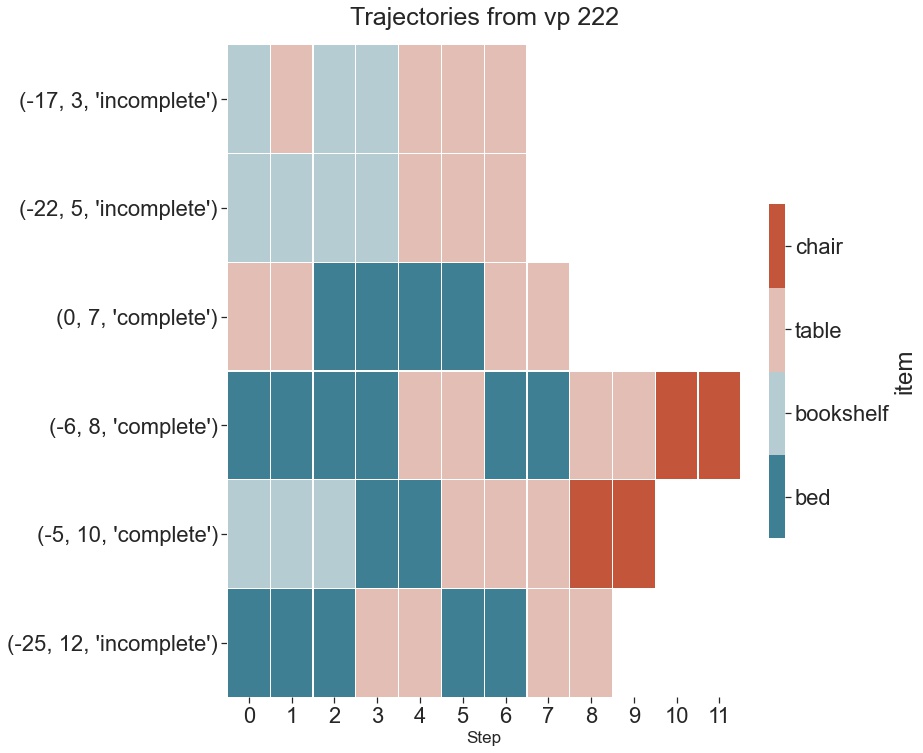 Trajectories from vp 222
(-17, 3, 'incomplete')
(-22, 5, 'incomplete')
(0, 7, 'complete')
(-6, 8, 'complete')
(-5, 10, 'complete')
(-25, 12, 'incomplete')
0 1 2 3 4 5 6 7 8 9 10 11
Step
chair
table
bookshelf
bed
item